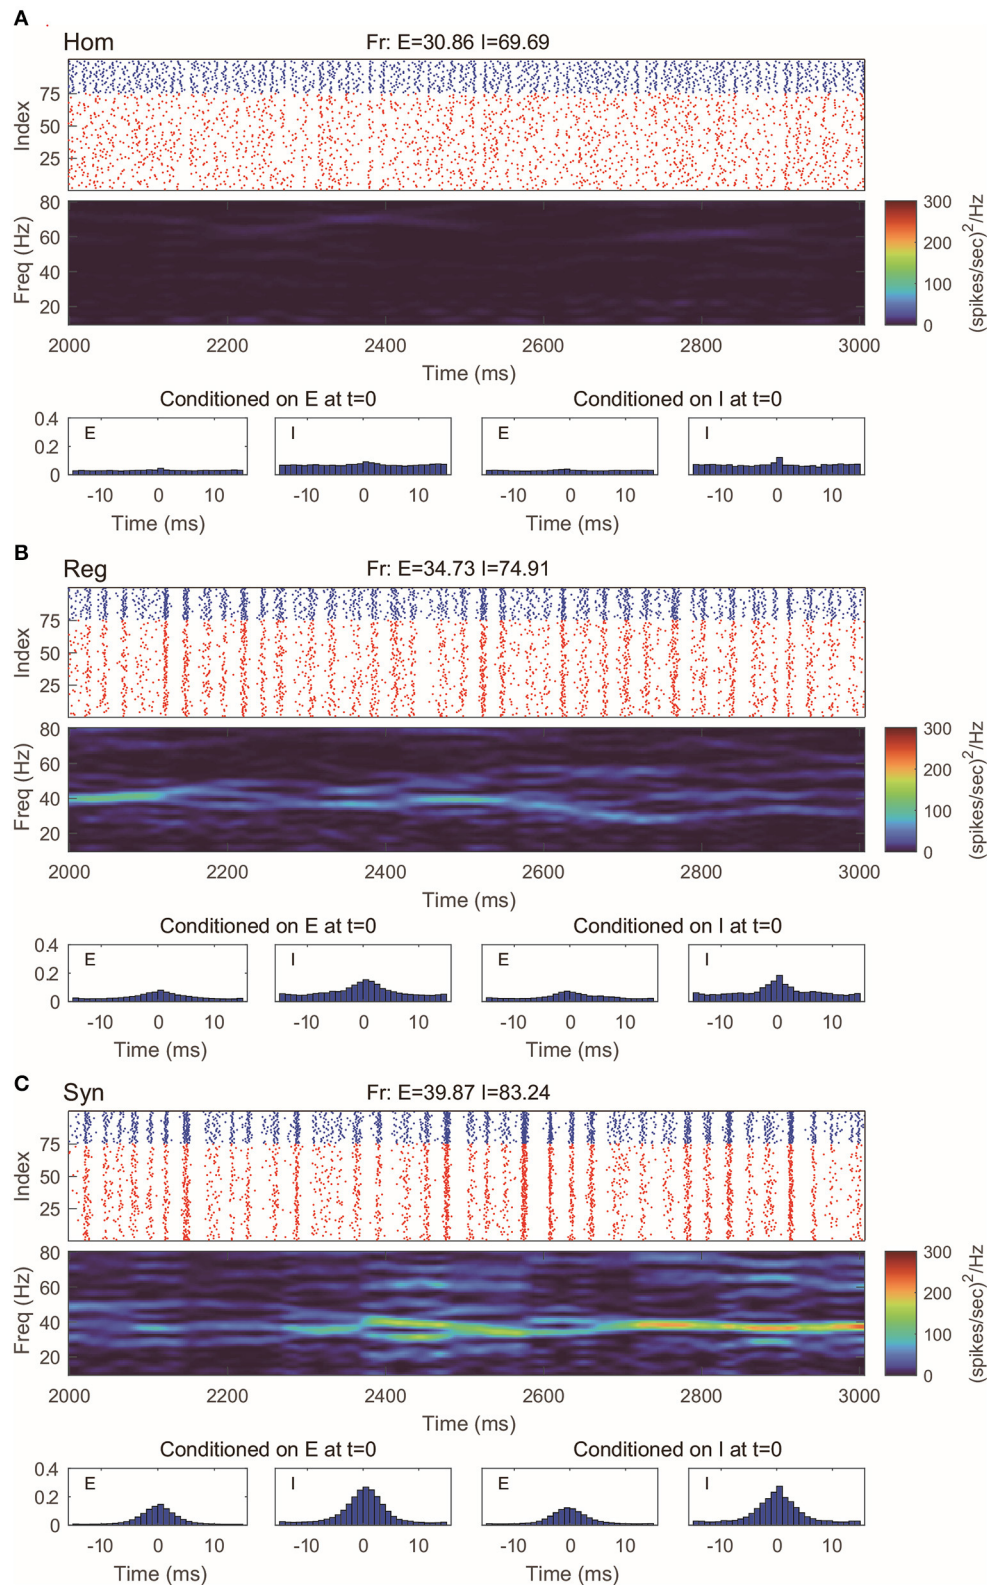 A
Hom Fr: E=30.86 I=69.69
75
50
25
Index
80
60
40
20
Freq (Hz)
300
200
100
0
(spikes/sec)²/Hz
2000 2200 2400 2600 2800 3000
Time (ms)
Conditioned on E at t=0 Conditioned on I at t=0
0.4
0.2
0
E I E I
-10 0 10 -10 0 10 -10 0 10 -10 0 10
Time (ms) Time (ms)
B
Reg Fr: E=34.73 I=74.91
75
50
25
Index
80
60
40
20
Freq (Hz)
300
200
100
0
(spikes/sec)²/Hz
2000 2200 2400 2600 2800 3000
Time (ms)
Conditioned on E at t=0 Conditioned on I at t=0
0.4
0.2
0
E I E I
-10 0 10 -10 0 10 -10 0 10 -10 0 10
Time (ms) Time (ms)
C
Syn Fr: E=39.87 I=83.24
75
50
25
Index
80
60
40
20
Freq (Hz)
300
200
100
0
(spikes/sec)²/Hz
2000 2200 2400 2600 2800 3000
Time (ms)
Conditioned on E at t=0 Conditioned on I at t=0
0.4
0.2
0
E I E I
-10 0 10 -10 0 10 -10 0 10 -10 0 10
Time (ms) Time (ms)